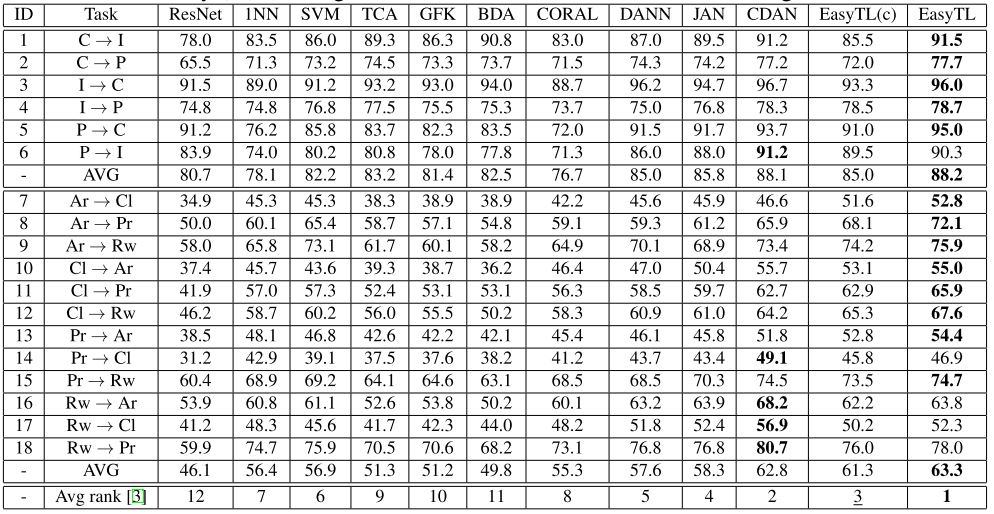 ID Task ResNet 1NN SVM TCA GFK BDA CORAL DANN JAN CDAN EasyTL(c) EasyTL
1 C → I 78.0 83.5 86.0 89.3 86.3 90.8 83.0 87.0 89.5 91.2 85.5 91.5
2 C → P 65.5 71.3 73.2 74.5 73.3 73.7 71.5 74.3 74.2 77.2 72.0 77.7
3 I → C 91.5 89.0 91.2 93.2 93.0 94.0 88.7 96.2 94.7 96.7 93.3 96.0
4 I → P 74.8 74.8 76.8 77.5 75.5 75.3 73.7 75.0 76.8 78.3 78.5 78.7
5 P → C 91.2 76.2 85.8 83.7 82.3 83.5 72.0 91.5 91.7 93.7 91.0 95.0
6 P → I 83.9 74.0 80.2 80.8 78.0 77.8 71.3 86.0 88.0 91.2 89.5 90.3
- AVG 80.7 78.1 82.2 83.2 81.4 82.5 76.7 85.0 85.8 88.1 85.0 88.2
7 Ar → Cl 34.9 45.3 45.3 38.3 38.9 38.9 42.2 45.6 45.9 46.6 51.6 52.8
8 Ar → Pr 50.0 60.1 65.4 58.7 57.1 54.8 59.1 59.3 61.2 65.9 68.1 72.1
9 Ar → Rw 58.0 65.8 73.1 61.7 60.1 58.2 64.9 70.1 68.9 73.4 74.2 75.9
10 Cl → Ar 37.4 45.7 43.6 39.3 38.7 36.2 46.4 47.0 50.4 55.7 53.1 55.0
11 Cl → Pr 41.9 57.0 57.3 52.4 53.1 53.1 56.3 58.5 59.7 62.7 62.9 65.9
12 Cl → Rw 46.2 58.7 60.2 56.0 55.5 50.2 58.3 60.9 61.0 64.2 65.3 67.6
13 Pr → Ar 38.5 48.1 46.8 42.6 42.2 42.1 45.4 46.1 45.8 51.8 52.8 54.4
14 Pr → Cl 31.2 42.9 39.1 37.5 37.6 38.2 41.2 43.7 43.4 49.1 45.8 46.9
15 Pr → Rw 60.4 68.9 69.2 64.1 64.6 63.1 68.5 68.5 70.3 74.5 73.5 74.7
16 Rw → Ar 53.9 60.8 61.1 52.6 53.8 50.2 60.1 63.2 63.9 68.2 62.2 63.8
17 Rw → Cl 41.2 48.3 45.6 41.7 42.3 44.0 48.2 51.8 52.4 56.9 50.2 52.3
18 Rw → Pr 59.9 74.7 75.9 70.5 70.6 68.2 73.1 76.8 76.8 80.7 76.0 78.0
- AVG 46.1 56.4 56.9 51.3 51.2 49.8 55.3 57.6 58.3 62.8 61.3 63.3
- Avg rank [3] 12 7 6 9 10 11 8 5 4 2 3 1